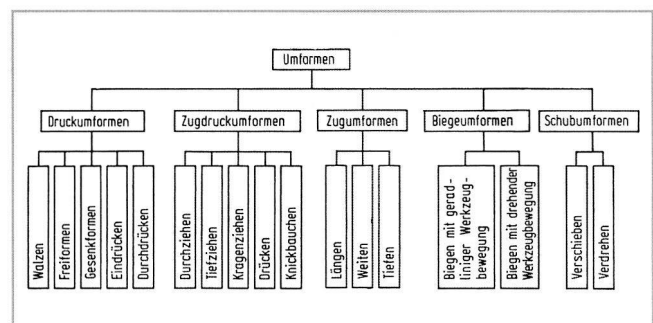 Umformen
Druckumformen
Zugdruckumformen
Zugumformen
Biegeumformen
Schubumformen
Walzen
Freiformen
Gesenkformen
Eindrücken
Durchdrücken
Durchziehen
Tiefziehen
Kragenziehen
Drücken
Knickbauchen
Längen
Weiten
Tiefen
Biegen mit gerad-
liniger Werkzeug-
bewegung
Biegen mit drehender
Werkzeugbewegung
Verschieben
Verdrehen